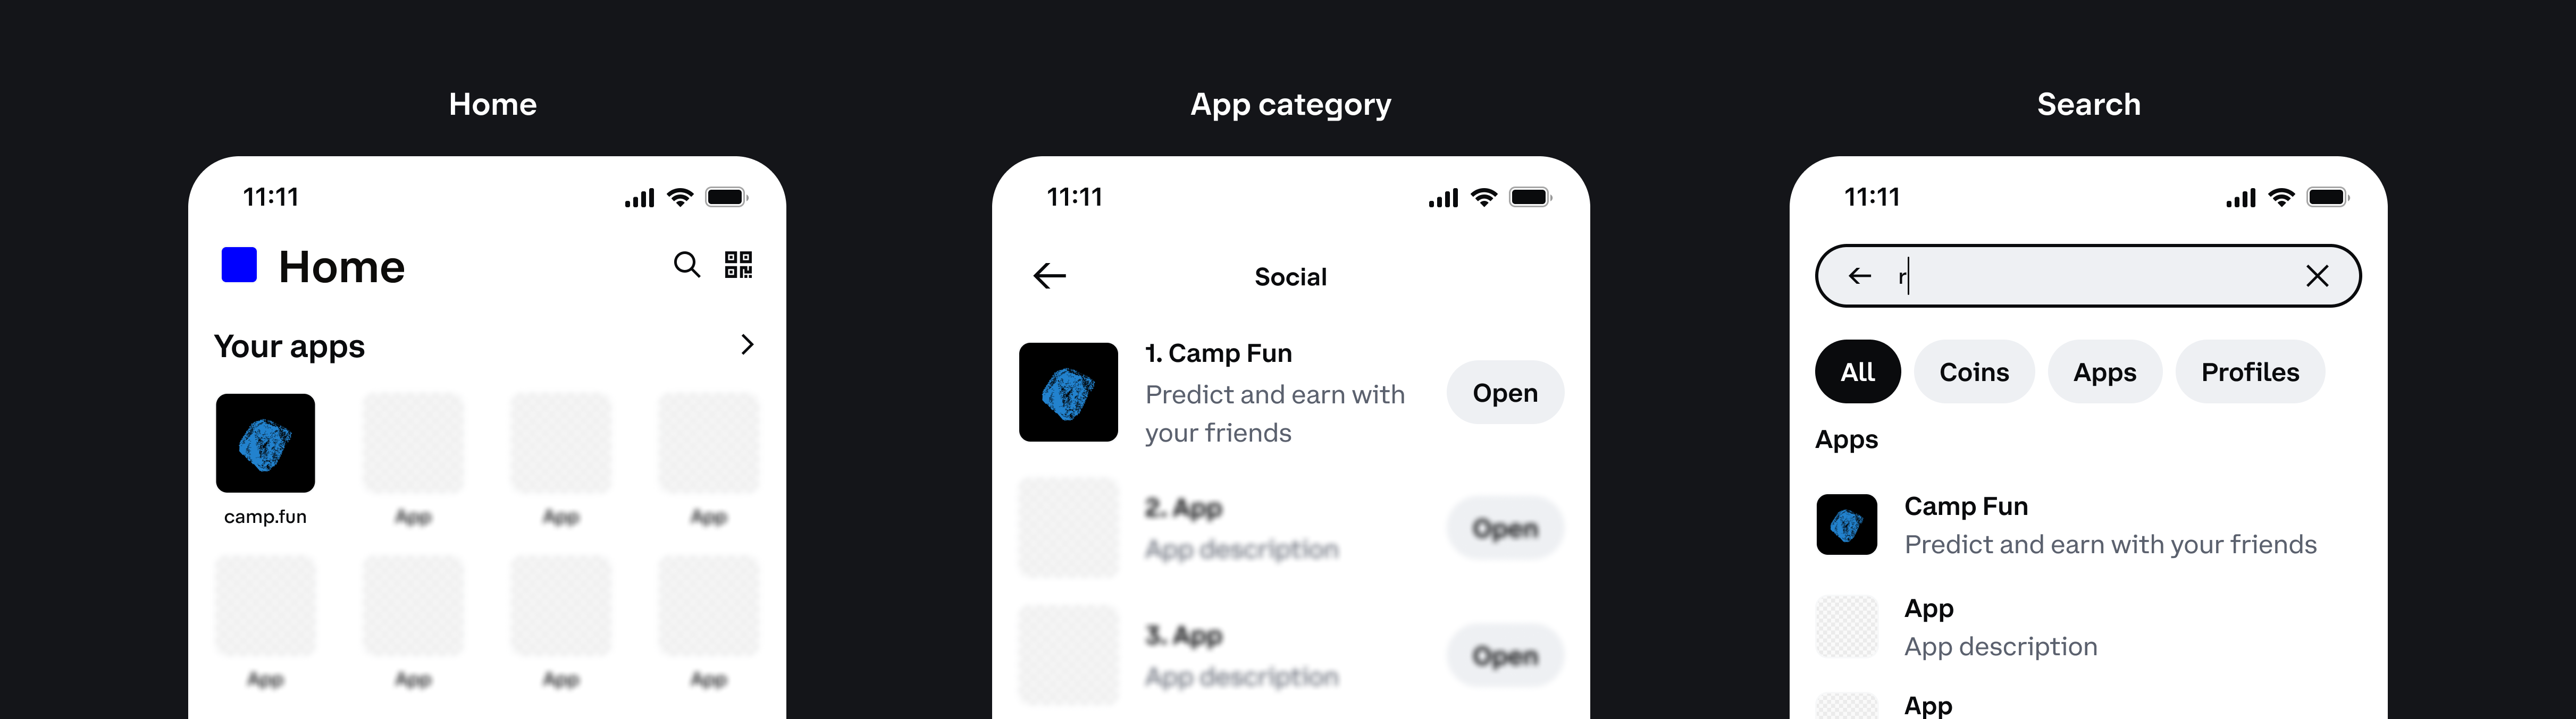 Home
11:11
Home
Your apps
camp.fun
App
App
App
App
App
App
App
App category
11:11
Social
1. Camp Fun
Predict and earn with
your friends
Open
2. App
App description
Open
3. App
App description
Open
Search
11:11
r
All
Coins
Apps
Profiles
Apps
Camp Fun
Predict and earn with your friends
App
App description
App